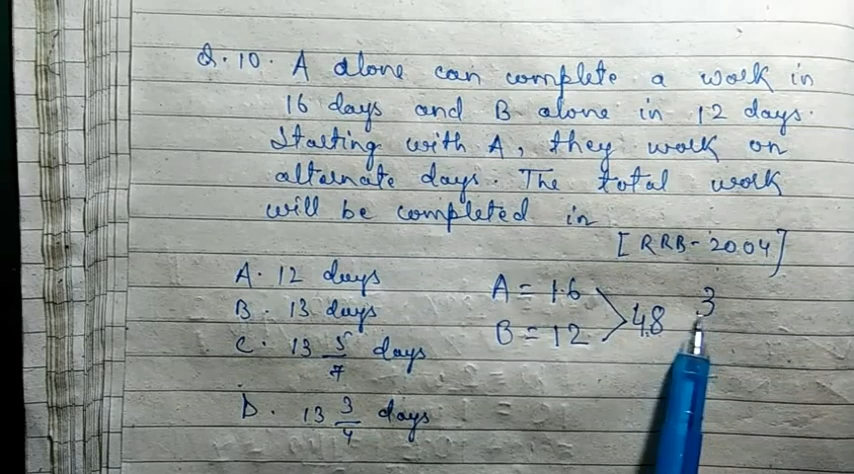 Q.10. A alone can complete a work in
16 days and B alone in 12 days.
Starting with A, they work on
alternate days. The total work
will be completed in
[RRB-2004]
A. 12 days
B. 13 days
C. 13 5/7 days
D. 13 3/4 days
A = 16
B = 12
48
3